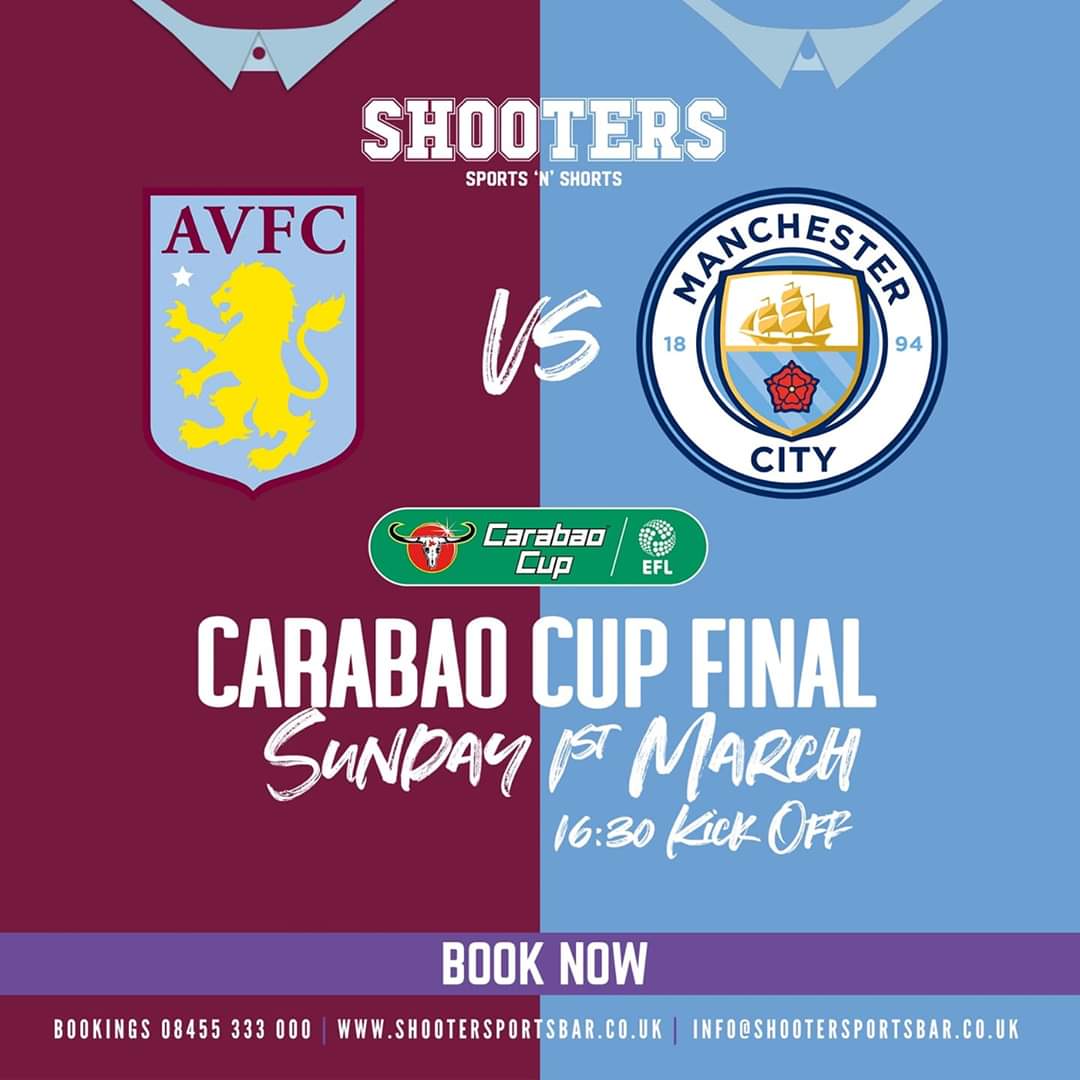 SHOOTERS
SPORTS 'N' SHORTS
AVFC
VS
MANCHESTER
18 94
CITY
Carabao
Cup
EFL
CARABAO CUP FINAL
SUNDAY 1ST MARCH
16:30 KICK OFF
BOOK NOW
BOOKINGS 08455 333 000 | WWW.SHOOTERSPORTSBAR.CO.UK | INFO@SHOOTERSPORTSBAR.CO.UK